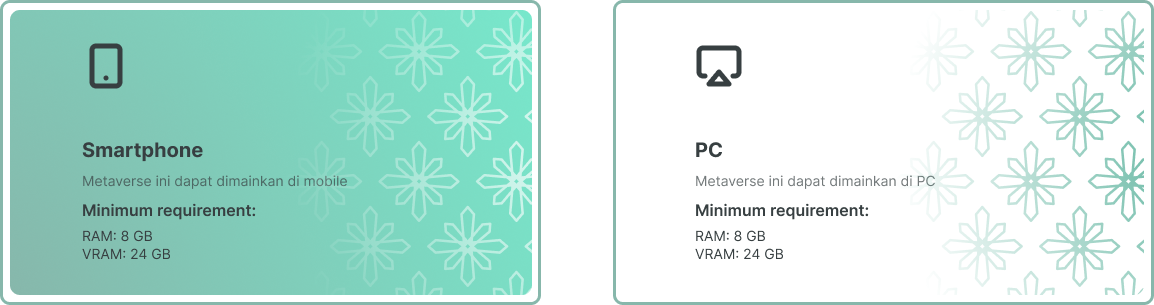 Smartphone
Metaverse ini dapat dimainkan di mobile
Minimum requirement:
RAM: 8 GB
VRAM: 24 GB
PC
Metaverse ini dapat dimainkan di PC
Minimum requirement:
RAM: 8 GB
VRAM: 24 GB